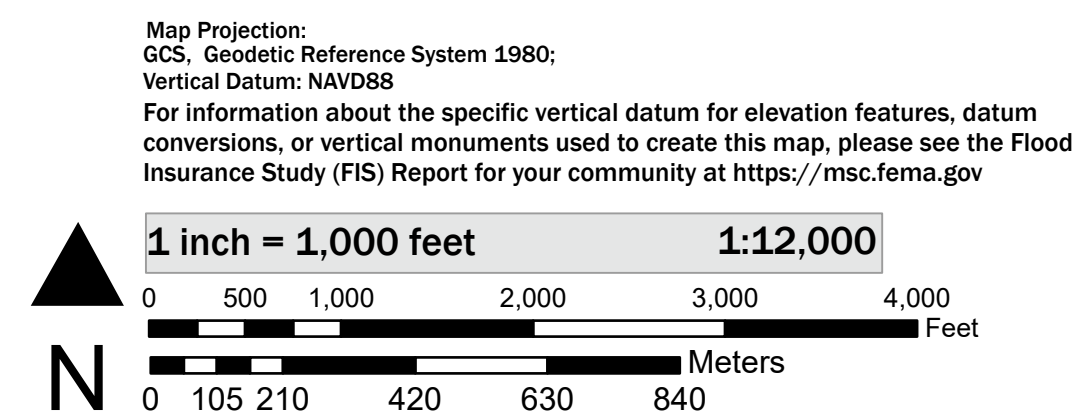 Map Projection:
GCS, Geodetic Reference System 1980;
Vertical Datum: NAVD88
For information about the specific vertical datum for elevation features, datum
conversions, or vertical monuments used to create this map, please see the Flood
Insurance Study (FIS) Report for your community at https://msc.fema.gov
1 inch = 1,000 feet 1:12,000
0 500 1,000 2,000 3,000 4,000
Feet
Meters
N
0 105 210 420 630 840